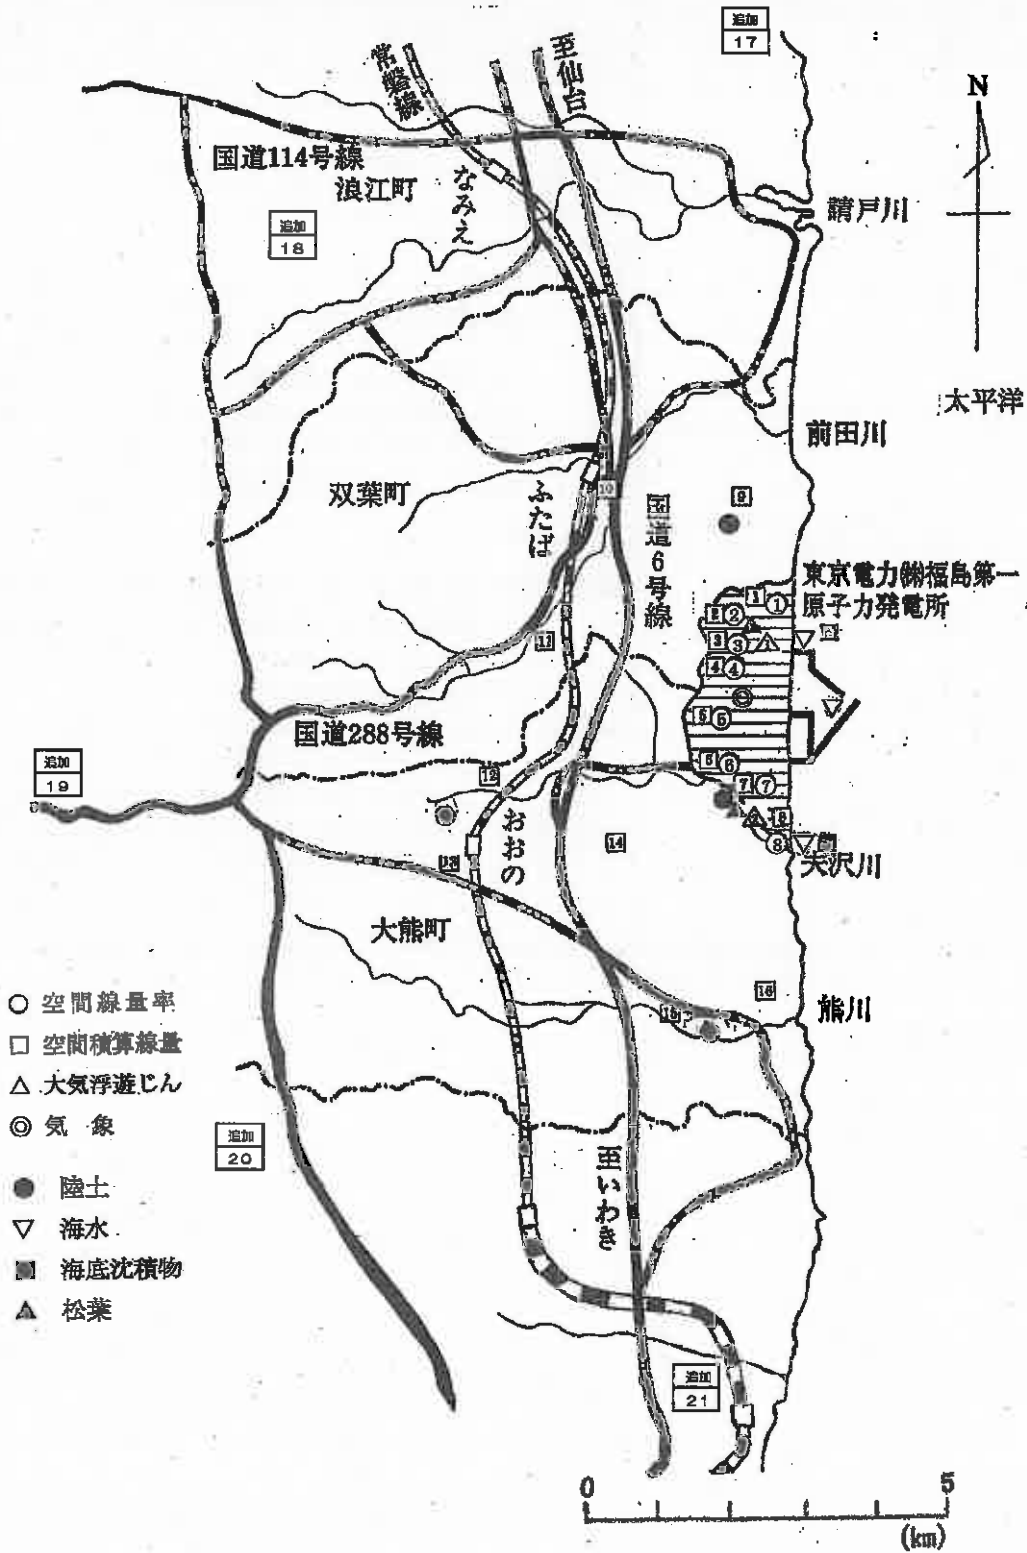 追加
17
常磐線
至仙台
N
国道114号線
浪江町
なみえ
請戸川
追加
18
太平洋
前田川
双葉町
ふたば
10
国道6号線
9
東京電力㈱福島第一
原子力発電所
1 ①
2 ②
3 ③
1
4 ④
5 ⑤
6 ⑥
7 ⑦
8
⑧
11
国道288号線
追加
19
12
おおの
14
13
夫沢川
大熊町
16
15
熊川
○ 空間線量率
□ 空間積算線量
△ 大気浮遊じん
◎ 気 象
● 陸土
▽ 海水
■ 海底沈積物
▲ 松葉
追加
20
至いわき
追加
21
0 5
(km)